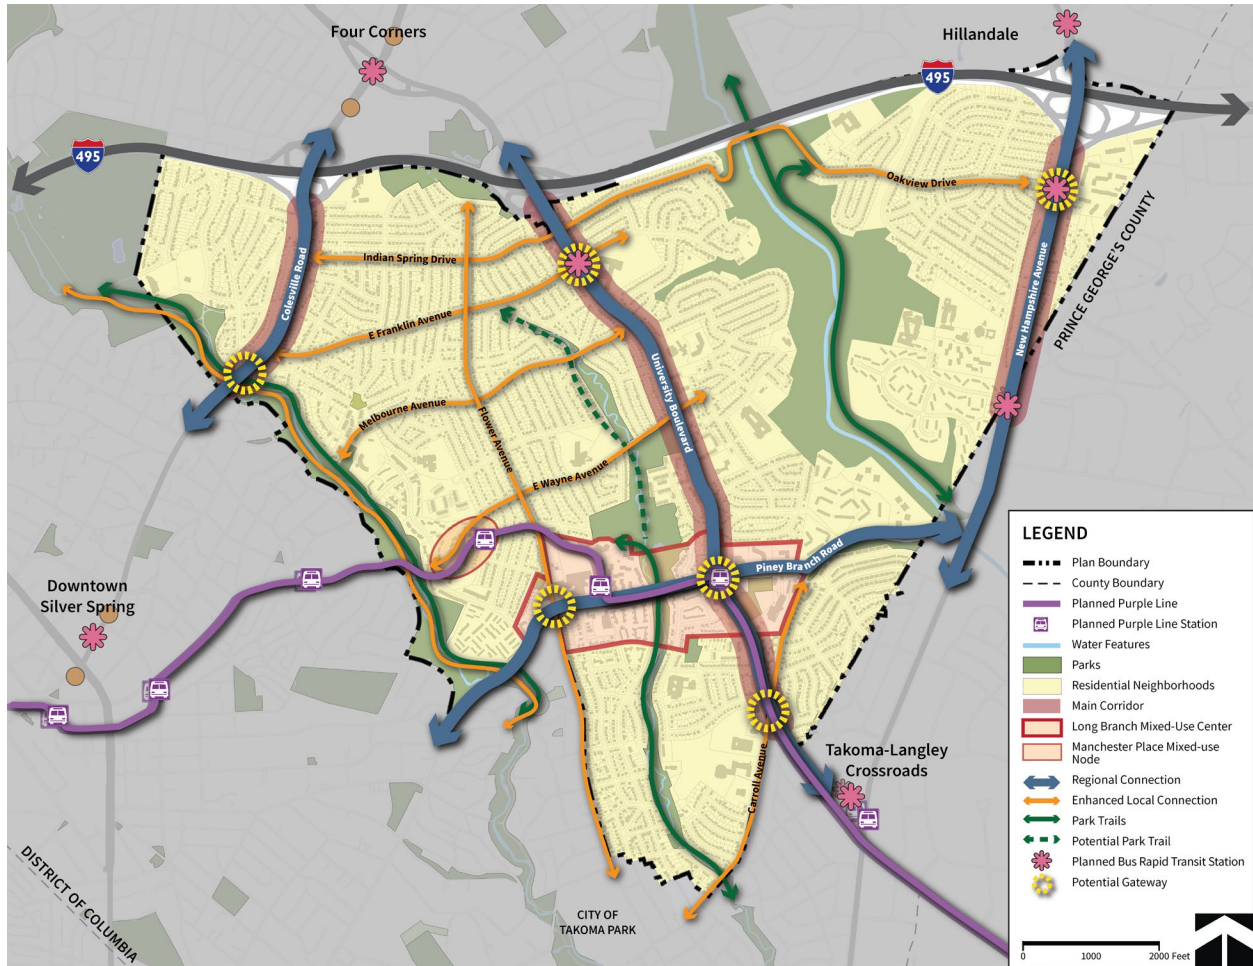 Four Corners
Hillandale
495
495
Oakview Drive
Indian Spring Drive
Colesville Road
E Franklin Avenue
New Hampshire Avenue
PRINCE GEORGE'S COUNTY
University Boulevard
Melbourne Avenue
Flower Avenue
E Wayne Avenue
Piney Branch Road
Downtown
Silver Spring
Takoma-Langley
Crossroads
Carroll Avenue
DISTRICT OF COLUMBIA
CITY OF
TAKOMA PARK
LEGEND
Plan Boundary
County Boundary
Planned Purple Line
Planned Purple Line Station
Water Features
Parks
Residential Neighborhoods
Main Corridor
Long Branch Mixed-Use Center
Manchester Place Mixed-use
Node
Regional Connection
Enhanced Local Connection
Park Trails
Potential Park Trail
Planned Bus Rapid Transit Station
Potential Gateway
0 1000 2000 Feet